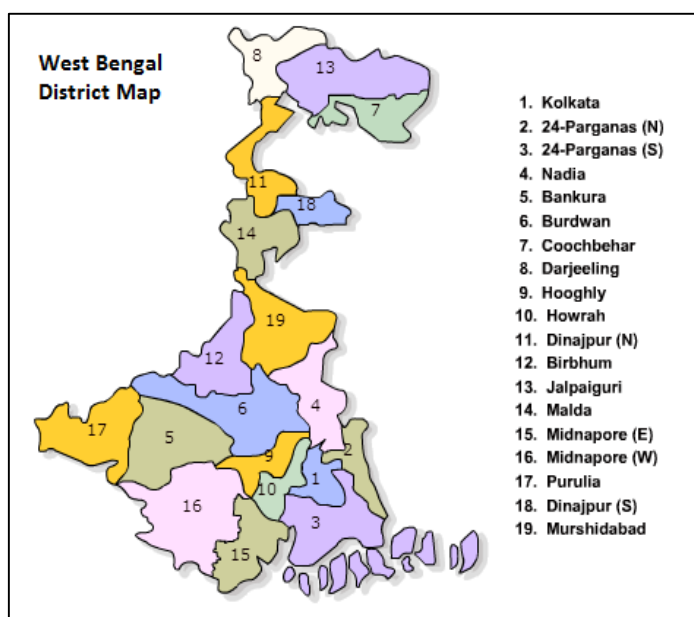 West Bengal
District Map
8
13
7
11
18
14
19
12
6
4
17
5
2
9
1
10
16
3
15
1. Kolkata
2. 24-Parganas (N)
3. 24-Parganas (S)
4. Nadia
5. Bankura
6. Burdwan
7. Coochbehar
8. Darjeeling
9. Hooghly
10. Howrah
11. Dinajpur (N)
12. Birbhum
13. Jalpaiguri
14. Malda
15. Midnapore (E)
16. Midnapore (W)
17. Purulia
18. Dinajpur (S)
19. Murshidabad